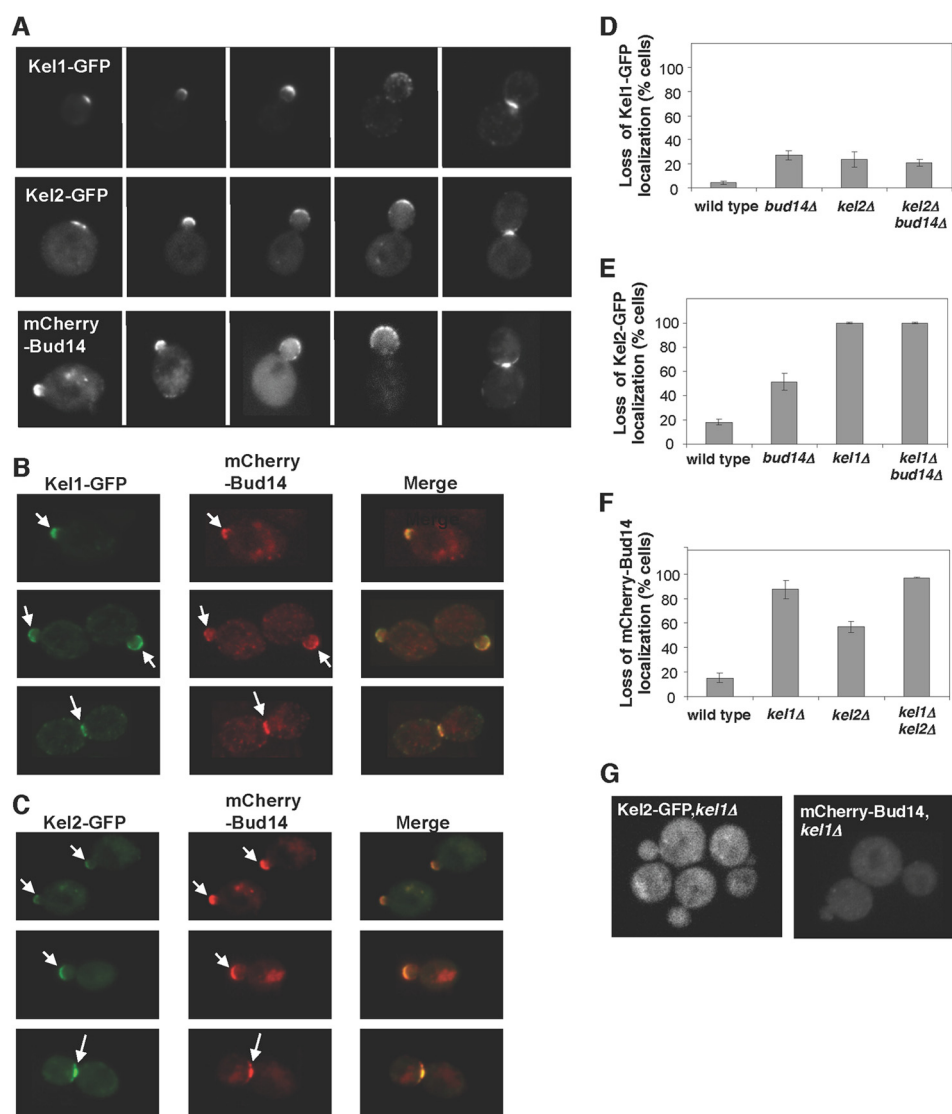 A
Kel1-GFP
Kel2-GFP
mCherry
-Bud14
B
Kel1-GFP
mCherry
-Bud14
Merge
Merge
C
Kel2-GFP
mCherry
-Bud14
Merge
D
Loss of Kel1-GFP
localization (% cells)
100
80
60
40
20
0
wild type
bud14Δ
kel2Δ
kel2Δ
bud14Δ
E
Loss of Kel2-GFP
localization (% cells)
100
80
60
40
20
0
wild type
bud14Δ
kel1Δ
kel1Δ
bud14Δ
F
Loss of mCherry-Bud14
localization (% cells)
100
80
60
40
20
0
wild type
kel1Δ
kel2Δ
kel1Δ
kel2Δ
G
Kel2-GFP,kel1Δ
mCherry-Bud14,
kel1Δ